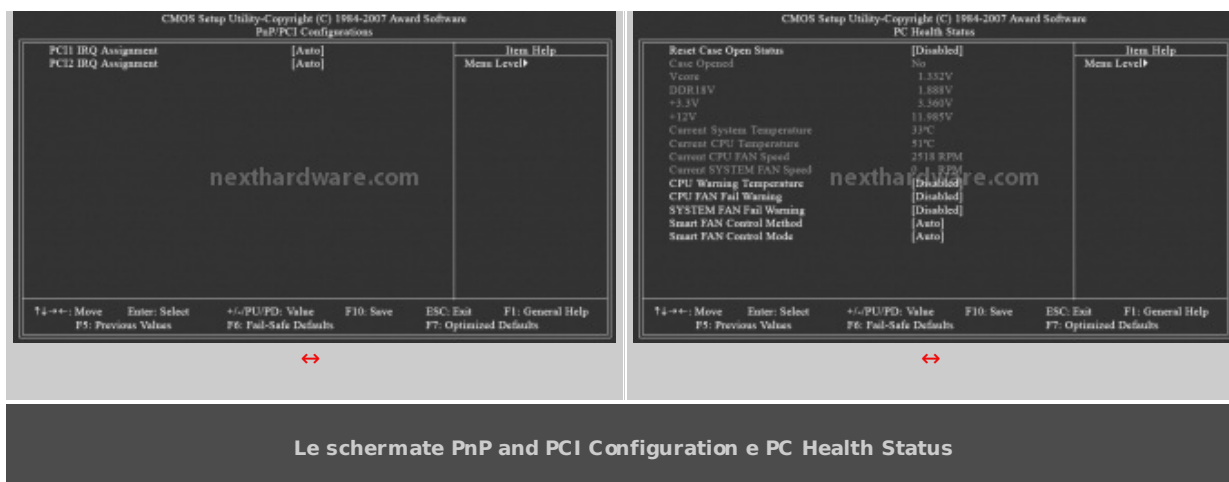 CMOS Setup Utility-Copyright (C) 1984-2007 Award Software
PnP/PCI Configurations
PCI1 IRQ Assignment [Auto]
PCI2 IRQ Assignment [Auto]
Item Help
Menu Level▶
nexthardware.com
↑↓→←: Move Enter: Select +/-/PU/PD: Value F10: Save ESC: Exit F1: General Help
F5: Previous Values F6: Fail-Safe Defaults F7: Optimized Defaults
↔
CMOS Setup Utility-Copyright (C) 1984-2007 Award Software
PC Health Status
Reset Case Open Status [Disabled]
Case Opened No
Vcore 1.332V
DDR18V 1.888V
+3.3V 3.360V
+12V 11.985V
Current System Temperature 33°C
Current CPU Temperature 51°C
Current CPU FAN Speed 2518 RPM
Current SYSTEM FAN Speed 0 RPM
CPU Warning Temperature [Disabled]
CPU FAN Fail Warning [Disabled]
SYSTEM FAN Fail Warning [Disabled]
Smart FAN Control Method [Auto]
Smart FAN Control Mode [Auto]
Item Help
Menu Level▶
nexthardware.com
↑↓→←: Move Enter: Select +/-/PU/PD: Value F10: Save ESC: Exit F1: General Help
F5: Previous Values F6: Fail-Safe Defaults F7: Optimized Defaults
↔
Le schermate PnP and PCI Configuration e PC Health Status